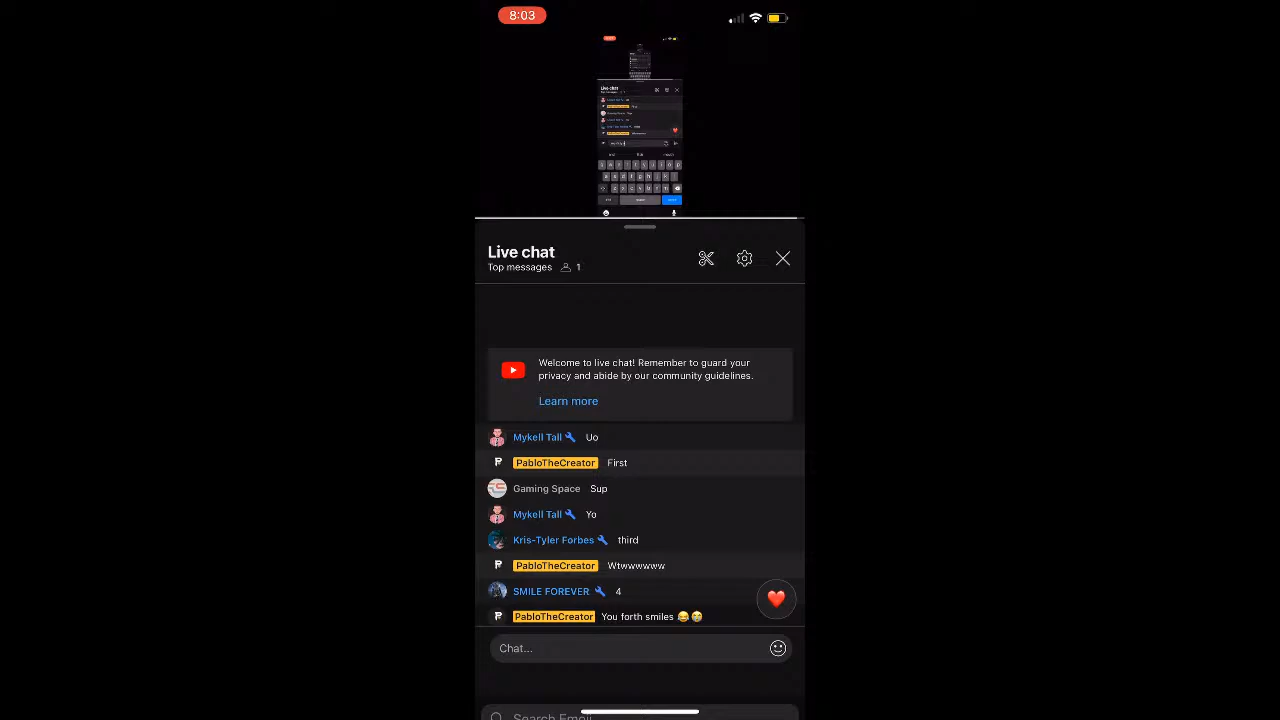 8:03
Live chat
Top messages 1
Welcome to live chat! Remember to guard your
privacy and abide by our community guidelines.
Learn more
Mykell Tall Uo
PabloTheCreator First
Gaming Space Sup
Mykell Tall Yo
Kris-Tyler Forbes third
PabloTheCreator Wtwwwwww
SMILE FOREVER. 4
PabloTheCreator You forth smiles 😂😭
Chat...
Search Emoji